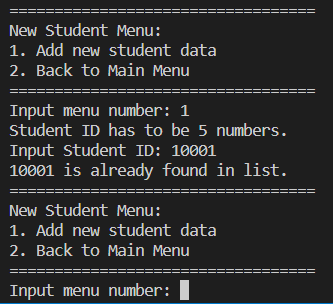 ==================================
New Student Menu:
1. Add new student data
2. Back to Main Menu
==================================
Input menu number: 1
Student ID has to be 5 numbers.
Input Student ID: 10001
10001 is already found in list.
==================================
New Student Menu:
1. Add new student data
2. Back to Main Menu
==================================
Input menu number: